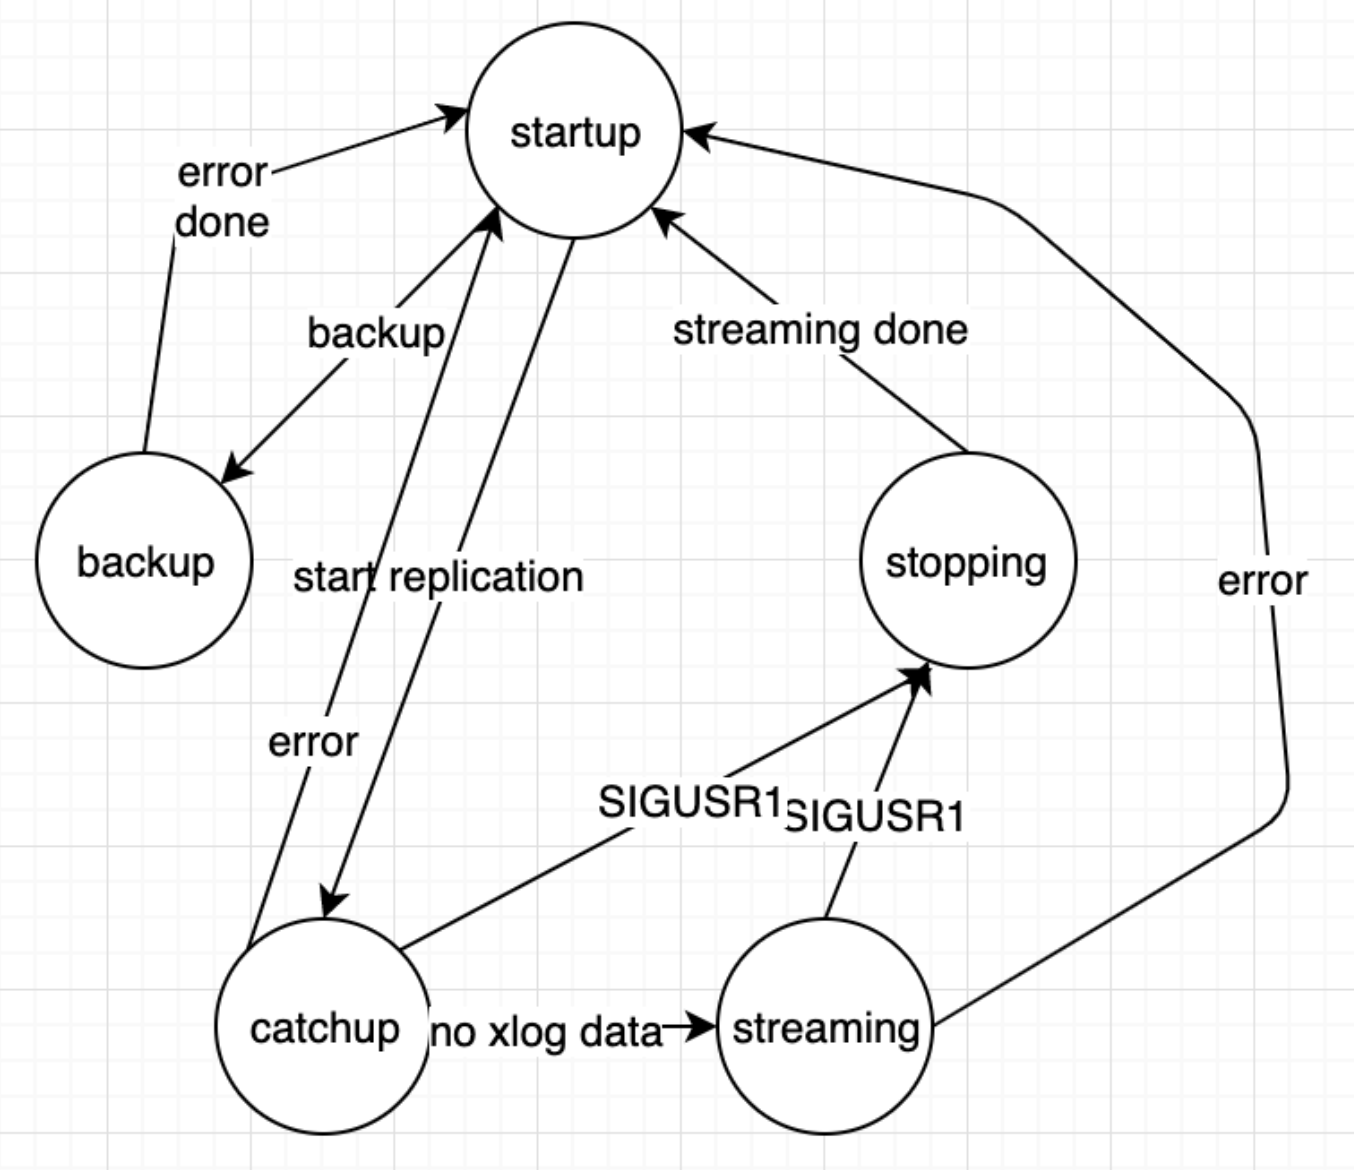 startup
error
done
backup
streaming done
backup
start replication
stopping
error
error
SIGUSR1
SIGUSR1
catchup
no xlog data
streaming